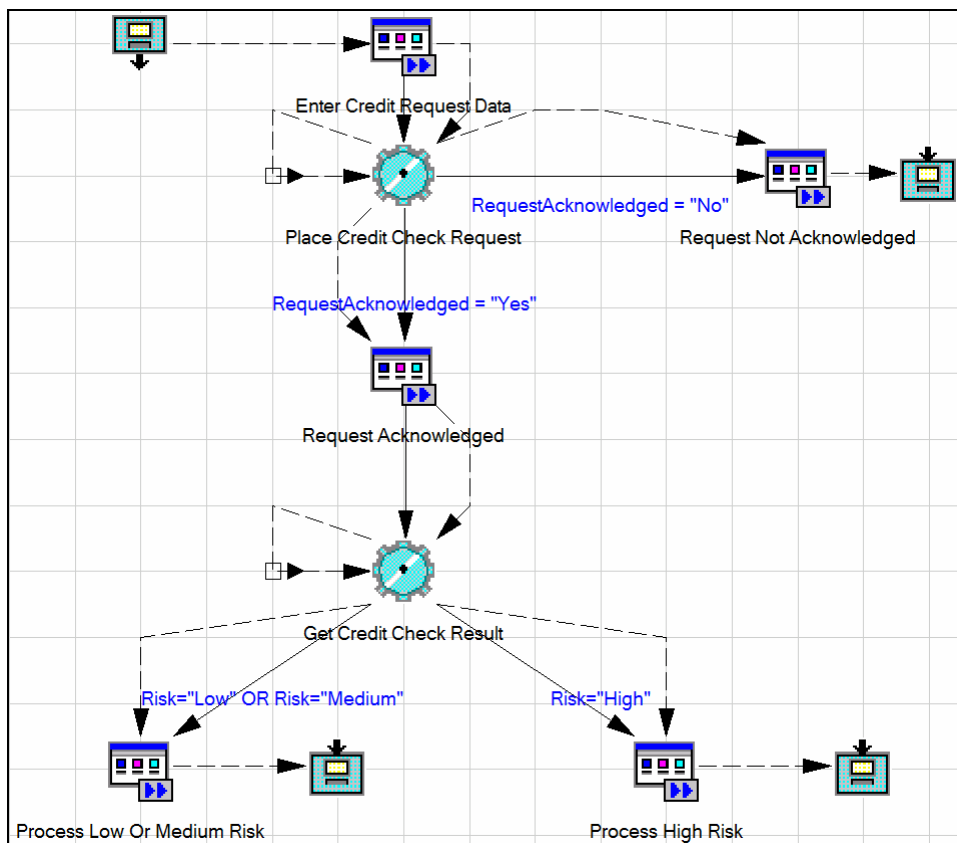 Enter Credit Request Data
RequestAcknowledged = "No"
Place Credit Check Request
Request Not Acknowledged
RequestAcknowledged = "Yes"
Request Acknowledged
Get Credit Check Result
Risk="Low" OR Risk="Medium"
Risk="High"
Process Low Or Medium Risk
Process High Risk